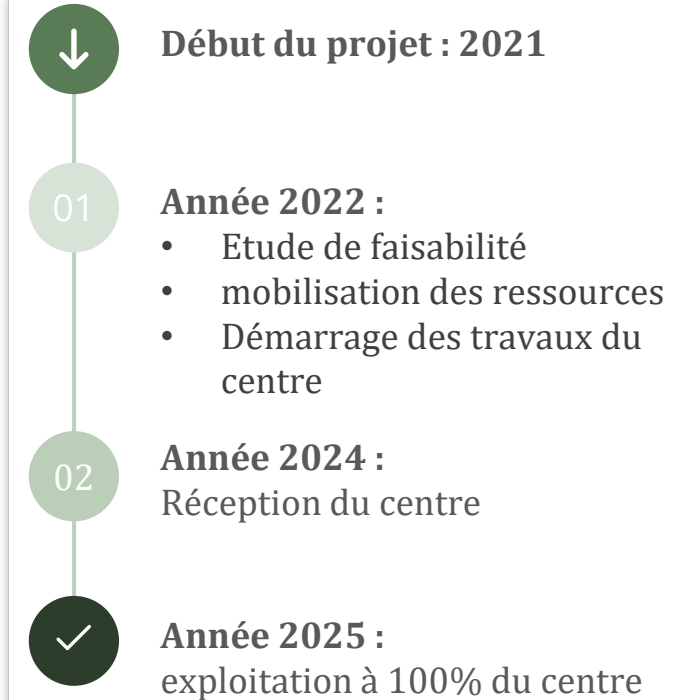 Début du projet : 2021
01
Année 2022 :
• Etude de faisabilité
• mobilisation des ressources
• Démarrage des travaux du
centre
02
Année 2024 :
Réception du centre
Année 2025 :
exploitation à 100% du centre